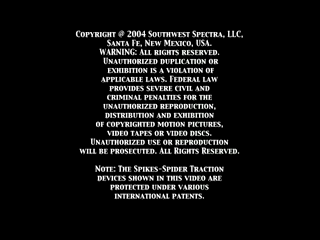 Copyright @ 2004 Southwest Spectra, LLC,
Santa Fe, New Mexico, USA.
WARNING: All rights reserved.
Unauthorized duplication or
exhibition is a violation of
applicable laws. Federal law
provides severe civil and
criminal penalties for the
unauthorized reproduction,
distribution and exhibition
of copyrighted motion pictures,
video tapes or video discs.
Unauthorized use or reproduction
will be prosecuted. All Rights Reserved.
Note: The Spikes-Spider Traction
devices shown in this video are
protected under various
international patents.